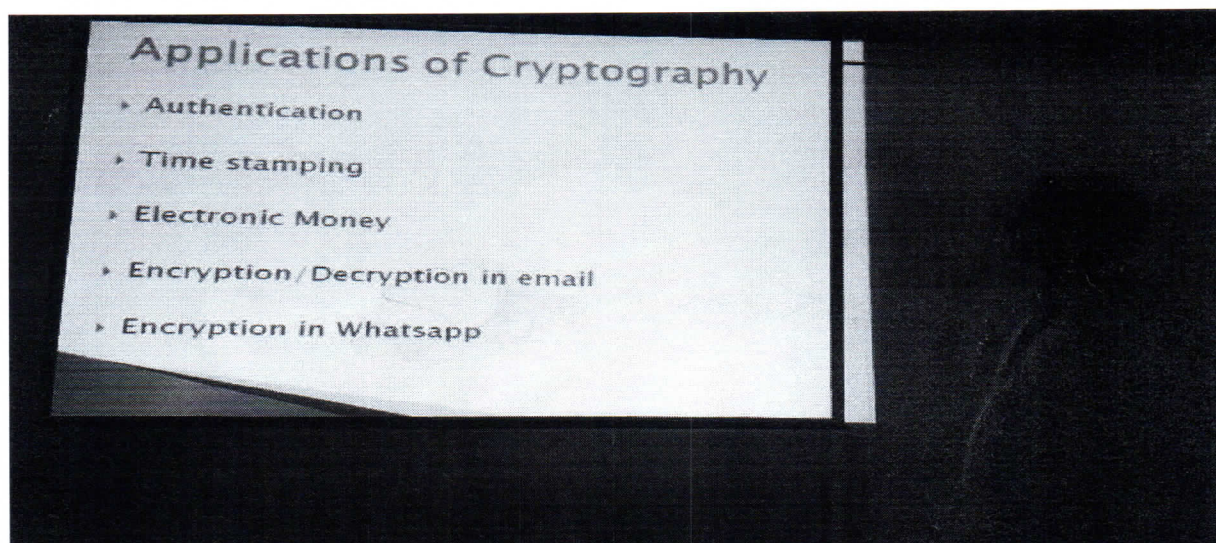 Applications of Cryptography
Authentication
Time stamping
Electronic Money
Encryption/Decryption in email
Encryption in Whatsapp